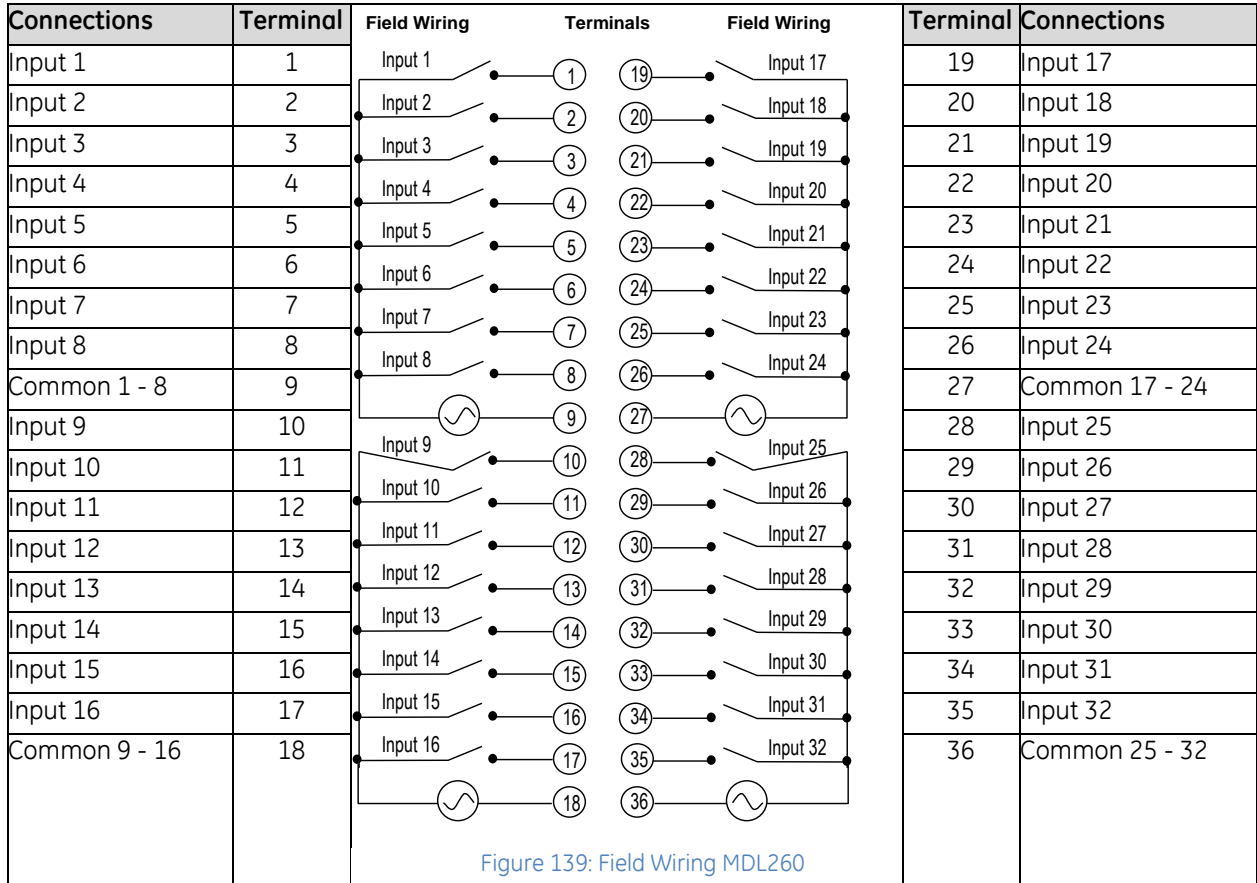 Connections Terminal Field Wiring Terminals Field Wiring Terminal Connections
Input 1 1 Input 1 1 19 Input 17 19 Input 17
Input 2 2 Input 2 2 20 Input 18 20 Input 18
Input 3 3 Input 3 3 21 Input 19 21 Input 19
Input 4 4 Input 4 4 22 Input 20 22 Input 20
Input 5 5 Input 5 5 23 Input 21 23 Input 21
Input 6 6 Input 6 6 24 Input 22 24 Input 22
Input 7 7 Input 7 7 25 Input 23 25 Input 23
Input 8 8 Input 8 8 26 Input 24 26 Input 24
Common 1 - 8 9 9 27 27 Common 17 - 24
Input 9 10 Input 9 10 28 Input 25 28 Input 25
Input 10 11 Input 10 11 29 Input 26 29 Input 26
Input 11 12 Input 11 12 30 Input 27 30 Input 27
Input 12 13 Input 12 13 31 Input 28 31 Input 28
Input 13 14 Input 13 14 32 Input 29 32 Input 29
Input 14 15 Input 14 15 33 Input 30 33 Input 30
Input 15 16 Input 15 16 34 Input 31 34 Input 31
Input 16 17 Input 16 17 35 Input 32 35 Input 32
Common 9 - 16 18 18 36 36 Common 25 - 32
Figure 139: Field Wiring MDL260